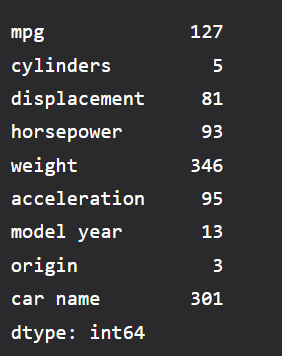 mpg 127
cylinders 5
displacement 81
horsepower 93
weight 346
acceleration 95
model year 13
origin 3
car name 301
dtype: int64